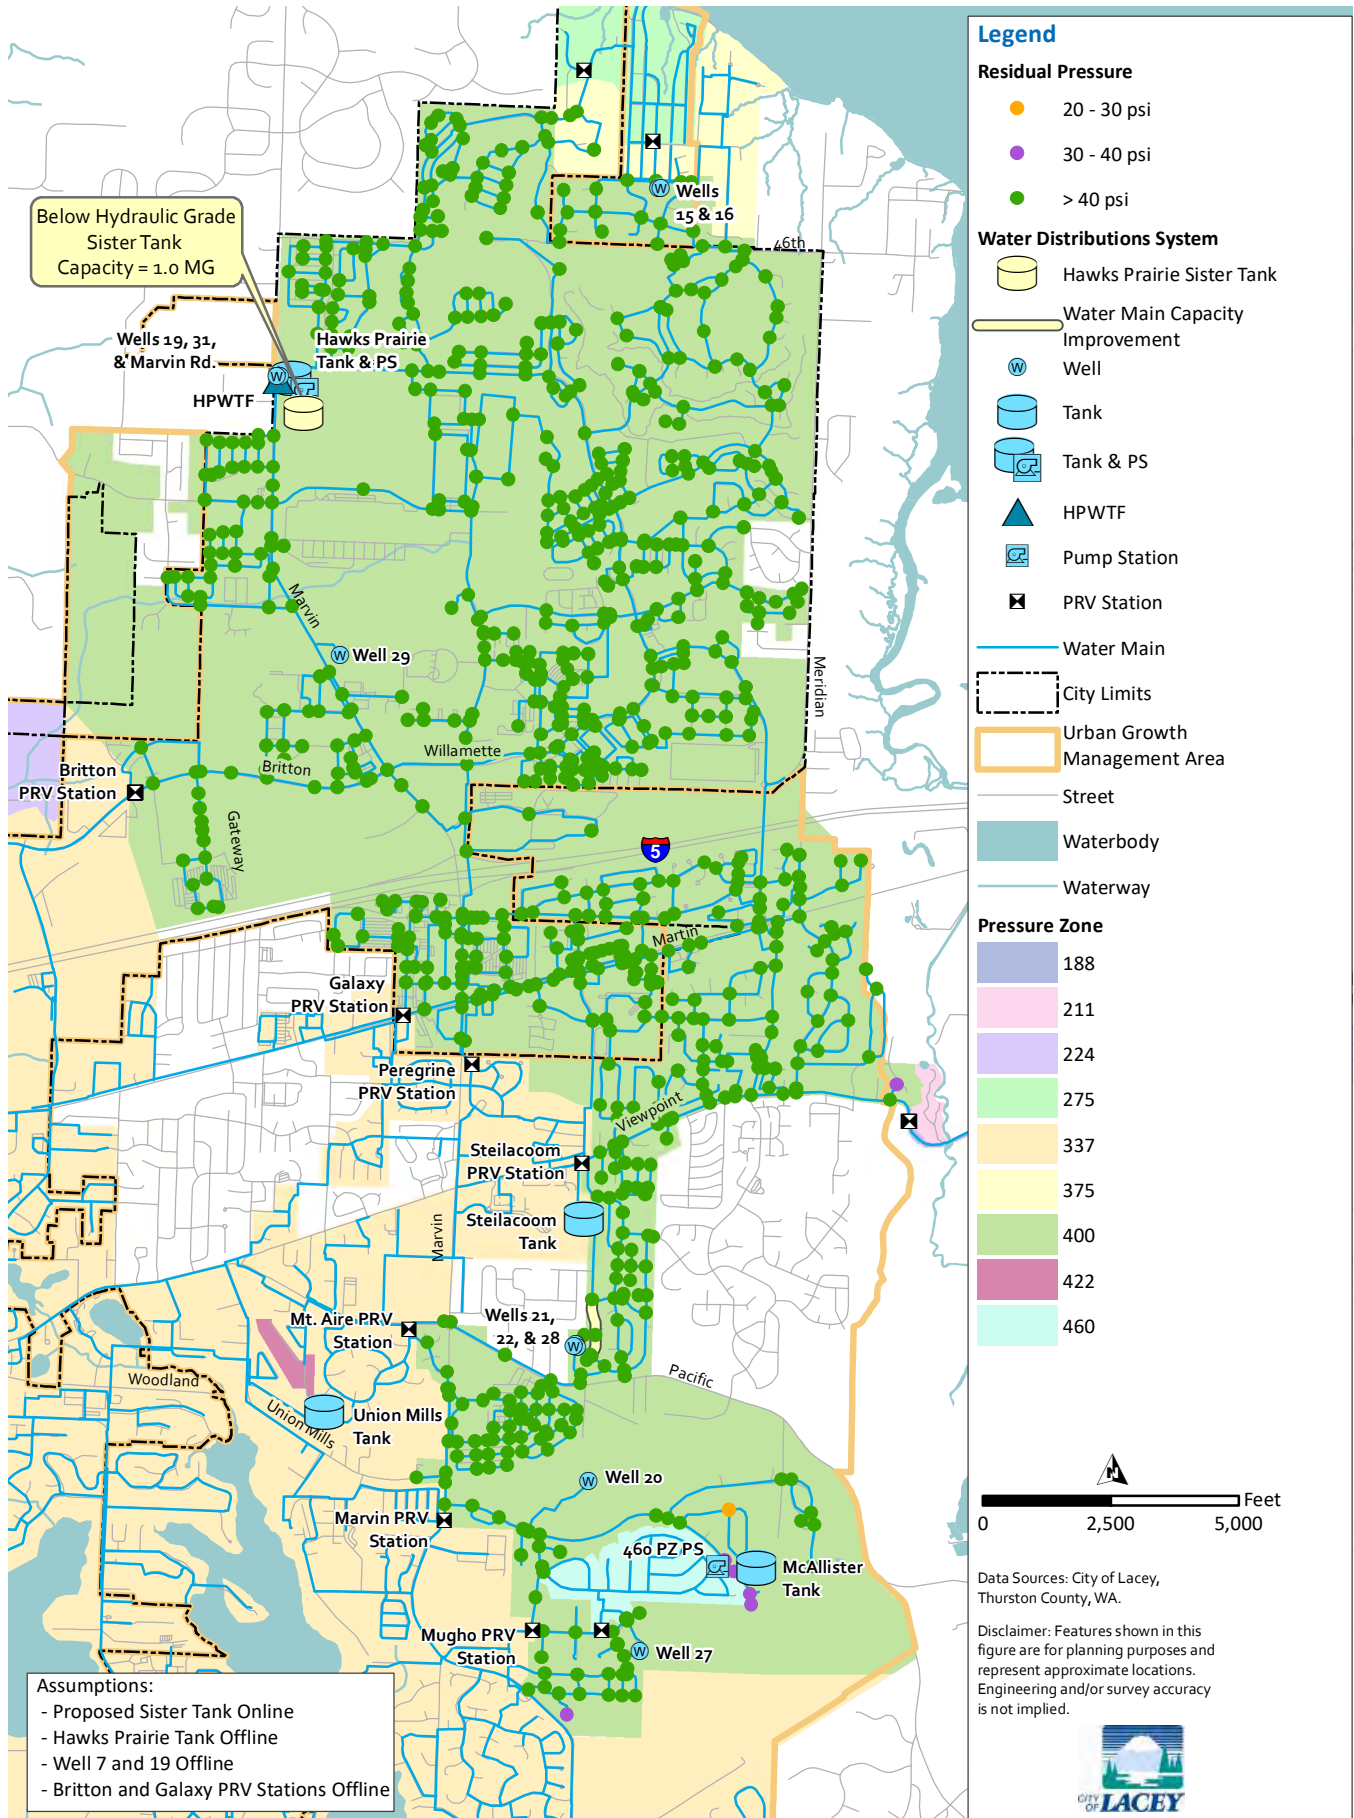 Below Hydraulic Grade
Sister Tank
Capacity = 1.0 MG
Wells
15 & 16
46th
Wells 19, 31,
& Marvin Rd.
Hawks Prairie
Tank & PS
W
HPWTF
Marvin
W Well 29
Meridian
Willamette
Britton
Britton
PRV Station
Gateway
5
Martin
Galaxy
PRV Station
Peregrine
PRV Station
Viewpoint
Steilacoom
PRV Station
Steilacoom
Tank
Marvin
Wells 21,
22, & 28
W
Mt. Aire PRV
Station
Pacific
Woodland
Union Mills
Union Mills
Tank
W Well 20
Marvin PRV
Station
460 PZ PS
McAllister
Tank
Mugho PRV
Station
W Well 27
Assumptions:
- Proposed Sister Tank Online
- Hawks Prairie Tank Offline
- Well 7 and 19 Offline
- Britton and Galaxy PRV Stations Offline
Legend
Residual Pressure
20 - 30 psi
30 - 40 psi
> 40 psi
Water Distributions System
Hawks Prairie Sister Tank
Water Main Capacity
Improvement
W Well
Tank
Tank & PS
HPWTF
Pump Station
PRV Station
Water Main
City Limits
Urban Growth
Management Area
Street
Waterbody
Waterway
Pressure Zone
188
211
224
275
337
375
400
422
460
N
Feet
0 2,500 5,000
Data Sources: City of Lacey,
Thurston County, WA.
Disclaimer: Features shown in this
figure are for planning purposes and
represent approximate locations.
Engineering and/or survey accuracy
is not implied.
CITY
OF LACEY